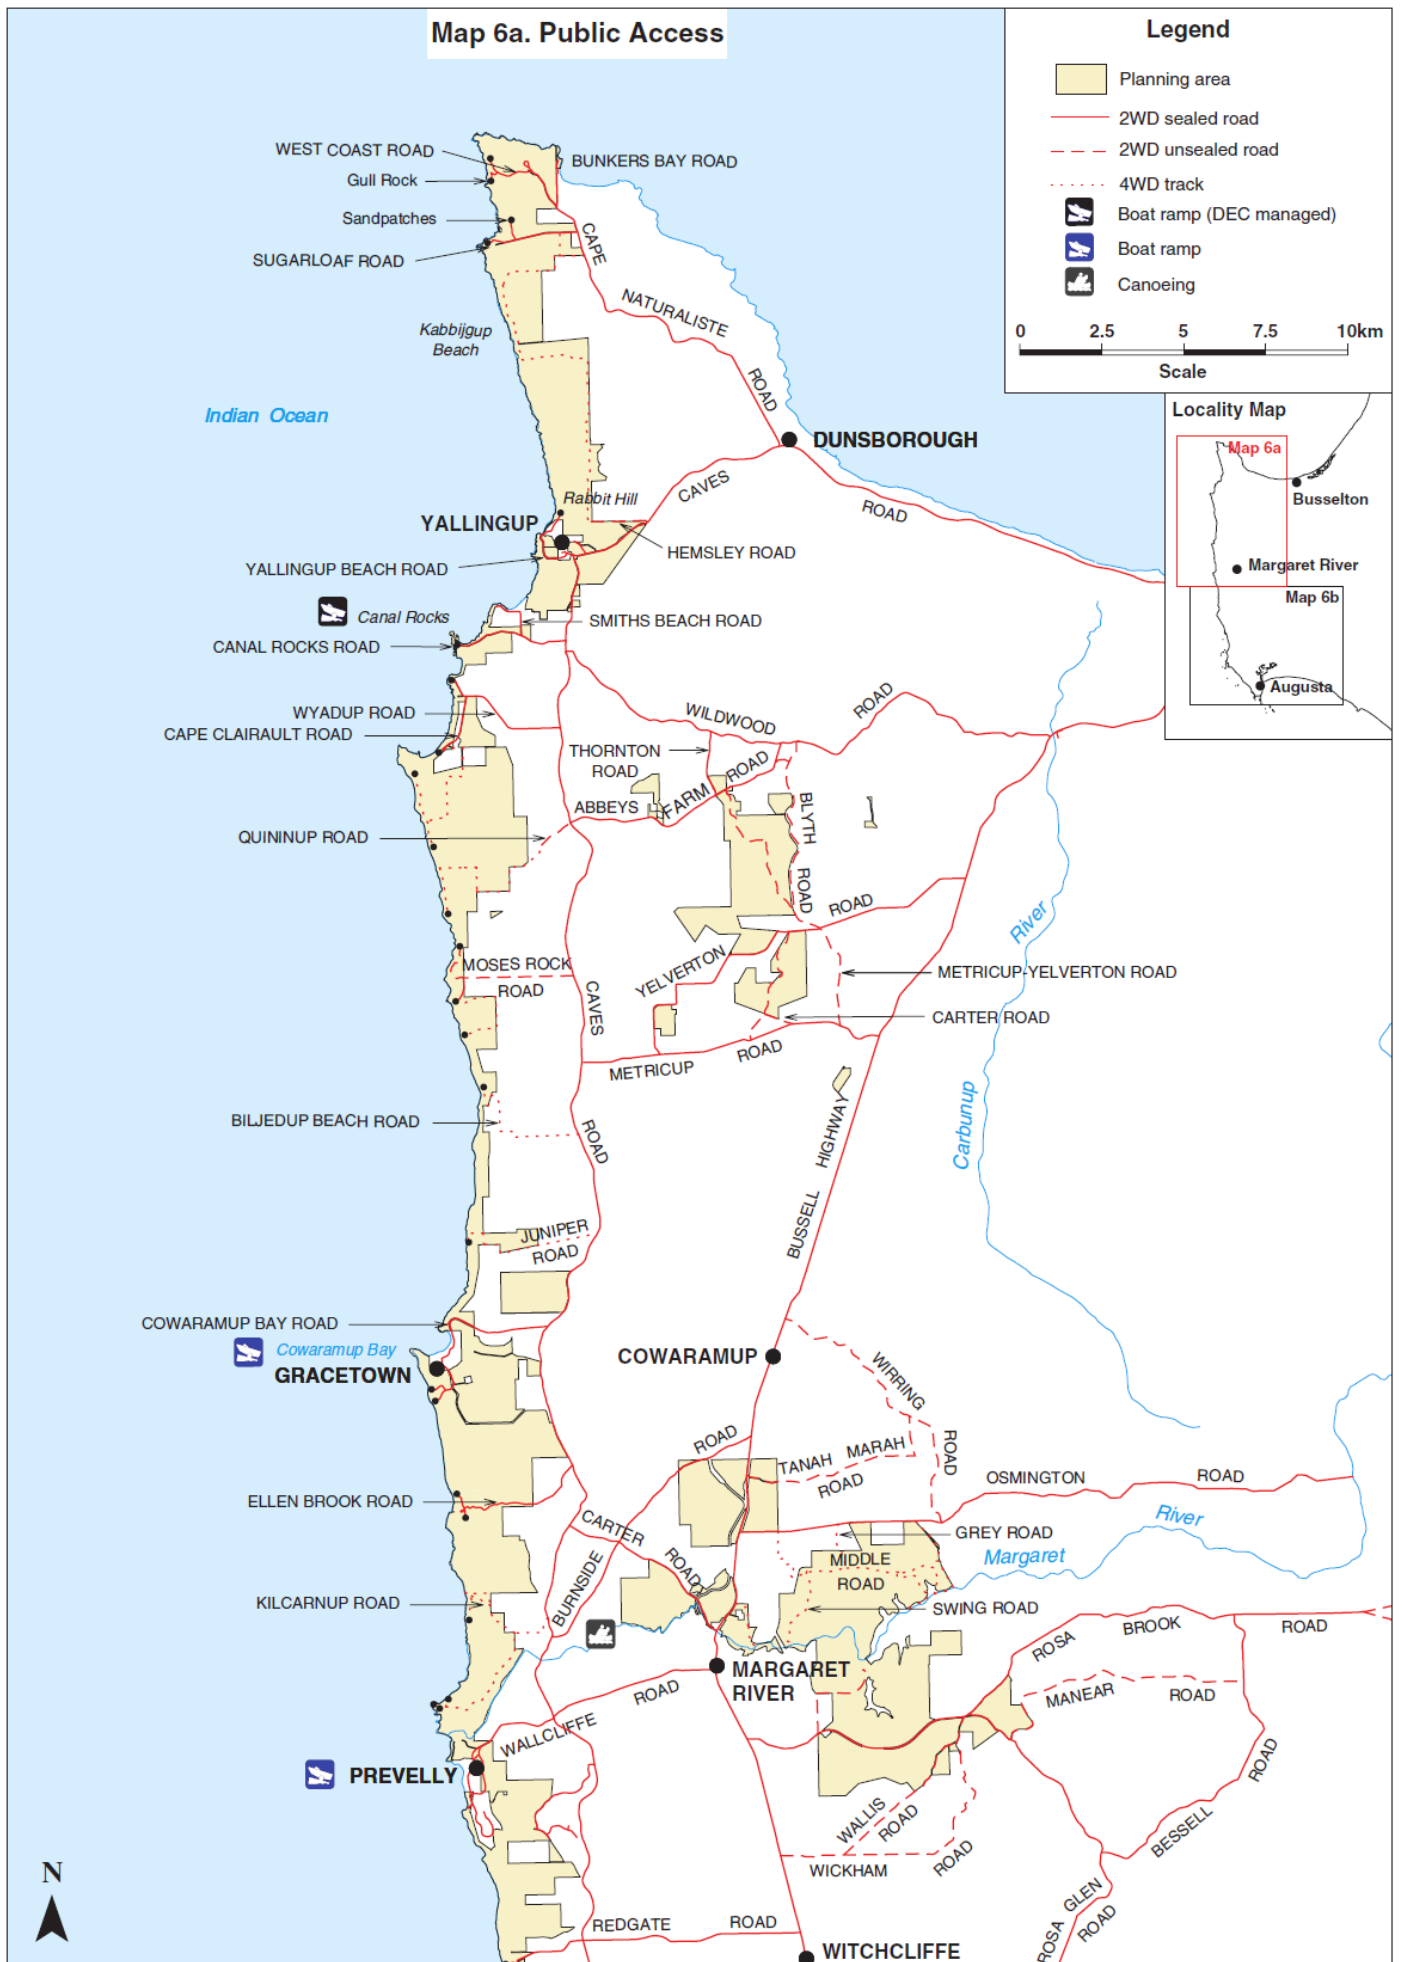 Map 6a. Public Access
Legend
Planning area
2WD sealed road
2WD unsealed road
4WD track
Boat ramp (DEC managed)
Boat ramp
Canoeing
0 2.5 5 7.5 10km
Scale
Locality Map
Map 6a
Busselton
Margaret River
Map 6b
Augusta
WEST COAST ROAD
BUNKERS BAY ROAD
Gull Rock
Sandpatches
SUGARLOAF ROAD
CAPE
NATURALISTE
ROAD
Kabbijgup
Beach
Indian Ocean
DUNSBOROUGH
CAVES
ROAD
Rabbit Hill
YALLINGUP
HEMSLEY ROAD
YALLINGUP BEACH ROAD
Canal Rocks
SMITHS BEACH ROAD
CANAL ROCKS ROAD
WYADUP ROAD
CAPE CLAIRAULT ROAD
WILDWOOD
ROAD
THORNTON
ROAD
ABBEYS
FARM
ROAD
BLYTH
ROAD
QUININUP ROAD
ROAD
River
MOSES ROCK
ROAD
YELVERTON
METRICUP-YELVERTON ROAD
CAVES
CARTER ROAD
METRICUP
ROAD
BILJEDUP BEACH ROAD
ROAD
HIGHWAY
Carbunup
BUSSELL
JUNIPER
ROAD
COWARAMUP BAY ROAD
Cowaramup Bay
GRACETOWN
COWARAMUP
WIRRING
ROAD
ROAD
TANAH
MARAH
ROAD
OSMINGTON
ROAD
ELLEN BROOK ROAD
CARTER
ROAD
GREY ROAD
River
Margaret
MIDDLE
ROAD
BURNSIDE
KILCARNUP ROAD
SWING ROAD
ROSA
BROOK
ROAD
MARGARET
RIVER
MANEAR
ROAD
ROAD
WALLCLIFFE
PREVELLY
ROAD
WALLIS
ROAD
BESSELL
WICKHAM
ROAD
N
ROSA
GLEN
ROAD
REDGATE
ROAD
WITCHCLIFFE